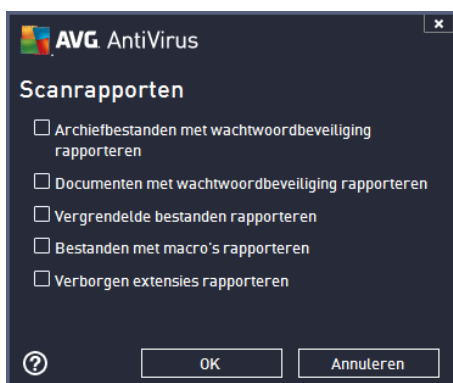 AVG. AntiVirus
Scanrapporten
Archiefbestanden met wachtwoordbeveiliging
rapporteren
Documenten met wachtwoordbeveiliging rapporteren
Vergrendelde bestanden rapporteren
Bestanden met macro's rapporteren
Verborgen extensies rapporteren
OK
Annuleren